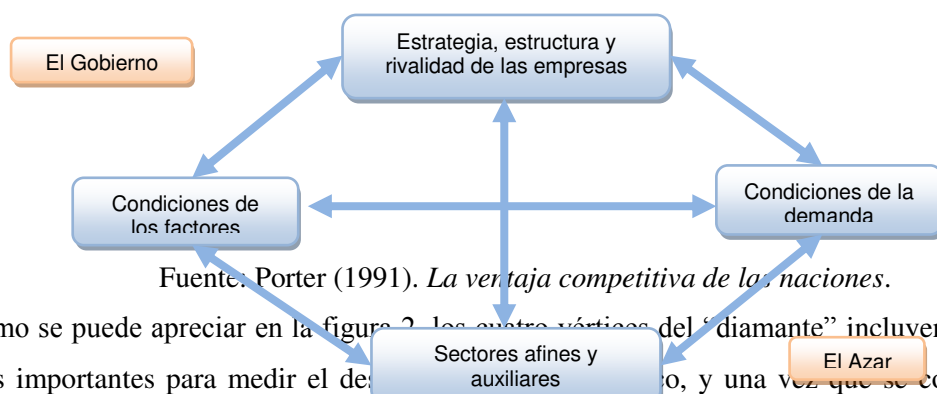 Estrategia, estructura y
rivalidad de las empresas
El Gobierno
Condiciones de
los factores
Condiciones de la
demanda
Fuente: Porter (1991). La ventaja competitiva de las naciones.
mo se puede apreciar en la figura 2, los cuatro vértices del “diamante” incluyen
Sectores afines y
auxiliares
El Azar
s importantes para medir el des co, y una vez que se co